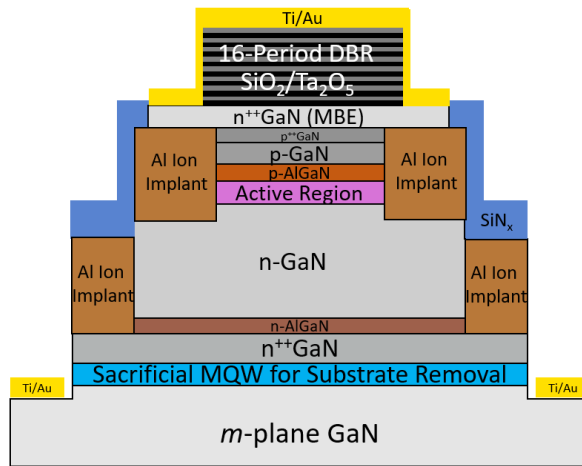 Ti/Au
16-Period DBR
SiO₂/Ta₂O₅
n⁺⁺GaN (MBE)
p⁺⁺GaN
p-GaN
p-AlGaN
Active Region
Al Ion
Implant
Al Ion
Implant
SiNₓ
n-GaN
Al Ion
Implant
Al Ion
Implant
n-AlGaN
n⁺⁺GaN
Sacrificial MQW for Substrate Removal
Ti/Au
Ti/Au
m-plane GaN